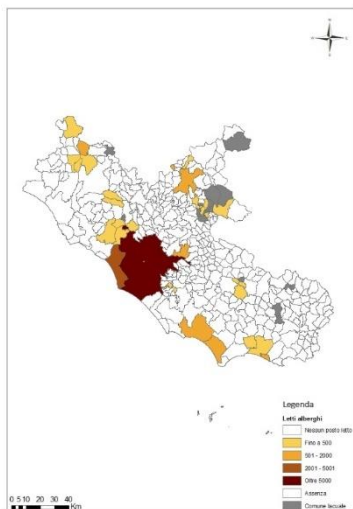 Legenda
Letti alberghi
Nessun posto letto
Fino a 500
501 - 2000
2001 - 5001
Oltre 5000
Assenza
Comune lacuale
0 5 10 20 30 40
Km